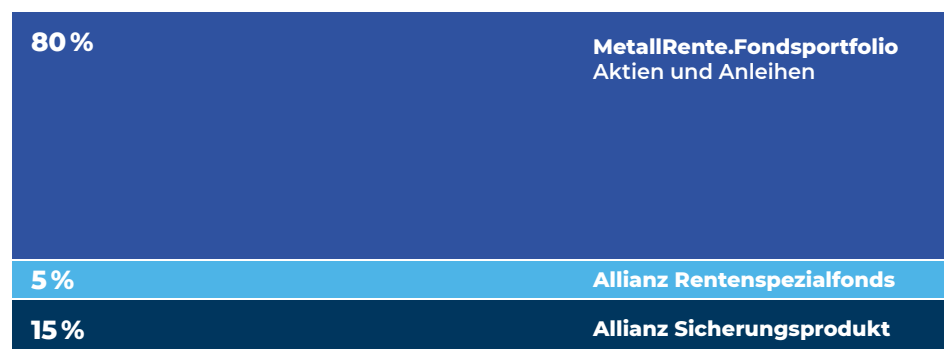 80 %
MetallRente.Fondsportfolio
Aktien und Anleihen
5 %
Allianz Rentenspezialfonds
15 %
Allianz Sicherungsprodukt